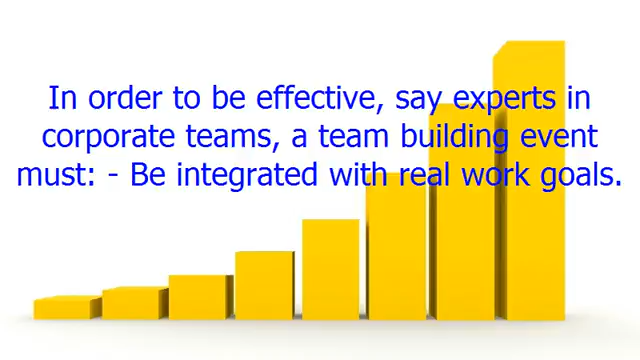 In order to be effective, say experts in
corporate teams, a team building event
must: - Be integrated with real work goals.